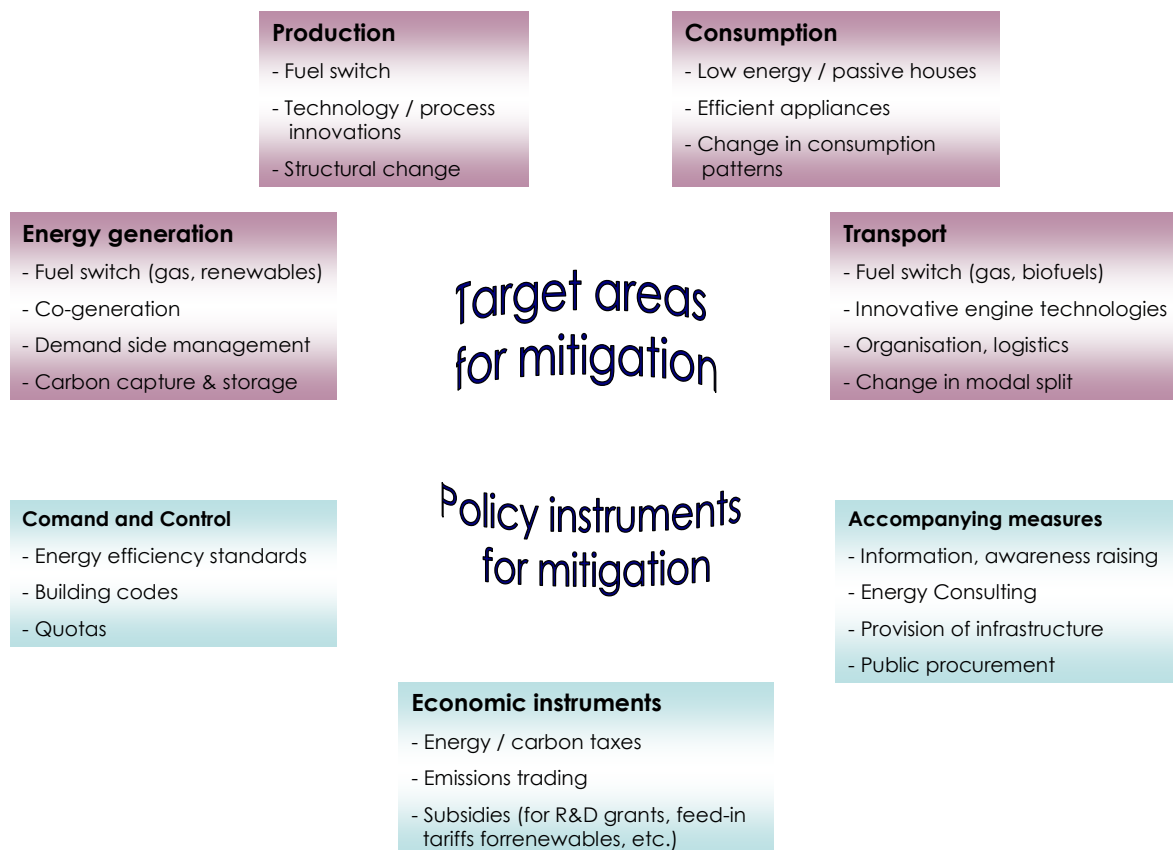 Production
- Fuel switch
- Technology / process
innovations
- Structural change
Consumption
- Low energy / passive houses
- Efficient appliances
- Change in consumption
patterns
Energy generation
- Fuel switch (gas, renewables)
- Co-generation
- Demand side management
- Carbon capture & storage
Target areas
for mitigation
Transport
- Fuel switch (gas, biofuels)
- Innovative engine technologies
- Organisation, logistics
- Change in modal split
Comand and Control
- Energy efficiency standards
- Building codes
- Quotas
Policy instruments
for mitigation
Accompanying measures
- Information, awareness raising
- Energy Consulting
- Provision of infrastructure
- Public procurement
Economic instruments
- Energy / carbon taxes
- Emissions trading
- Subsidies (for R&D grants, feed-in
tariffs forrenewables, etc.)